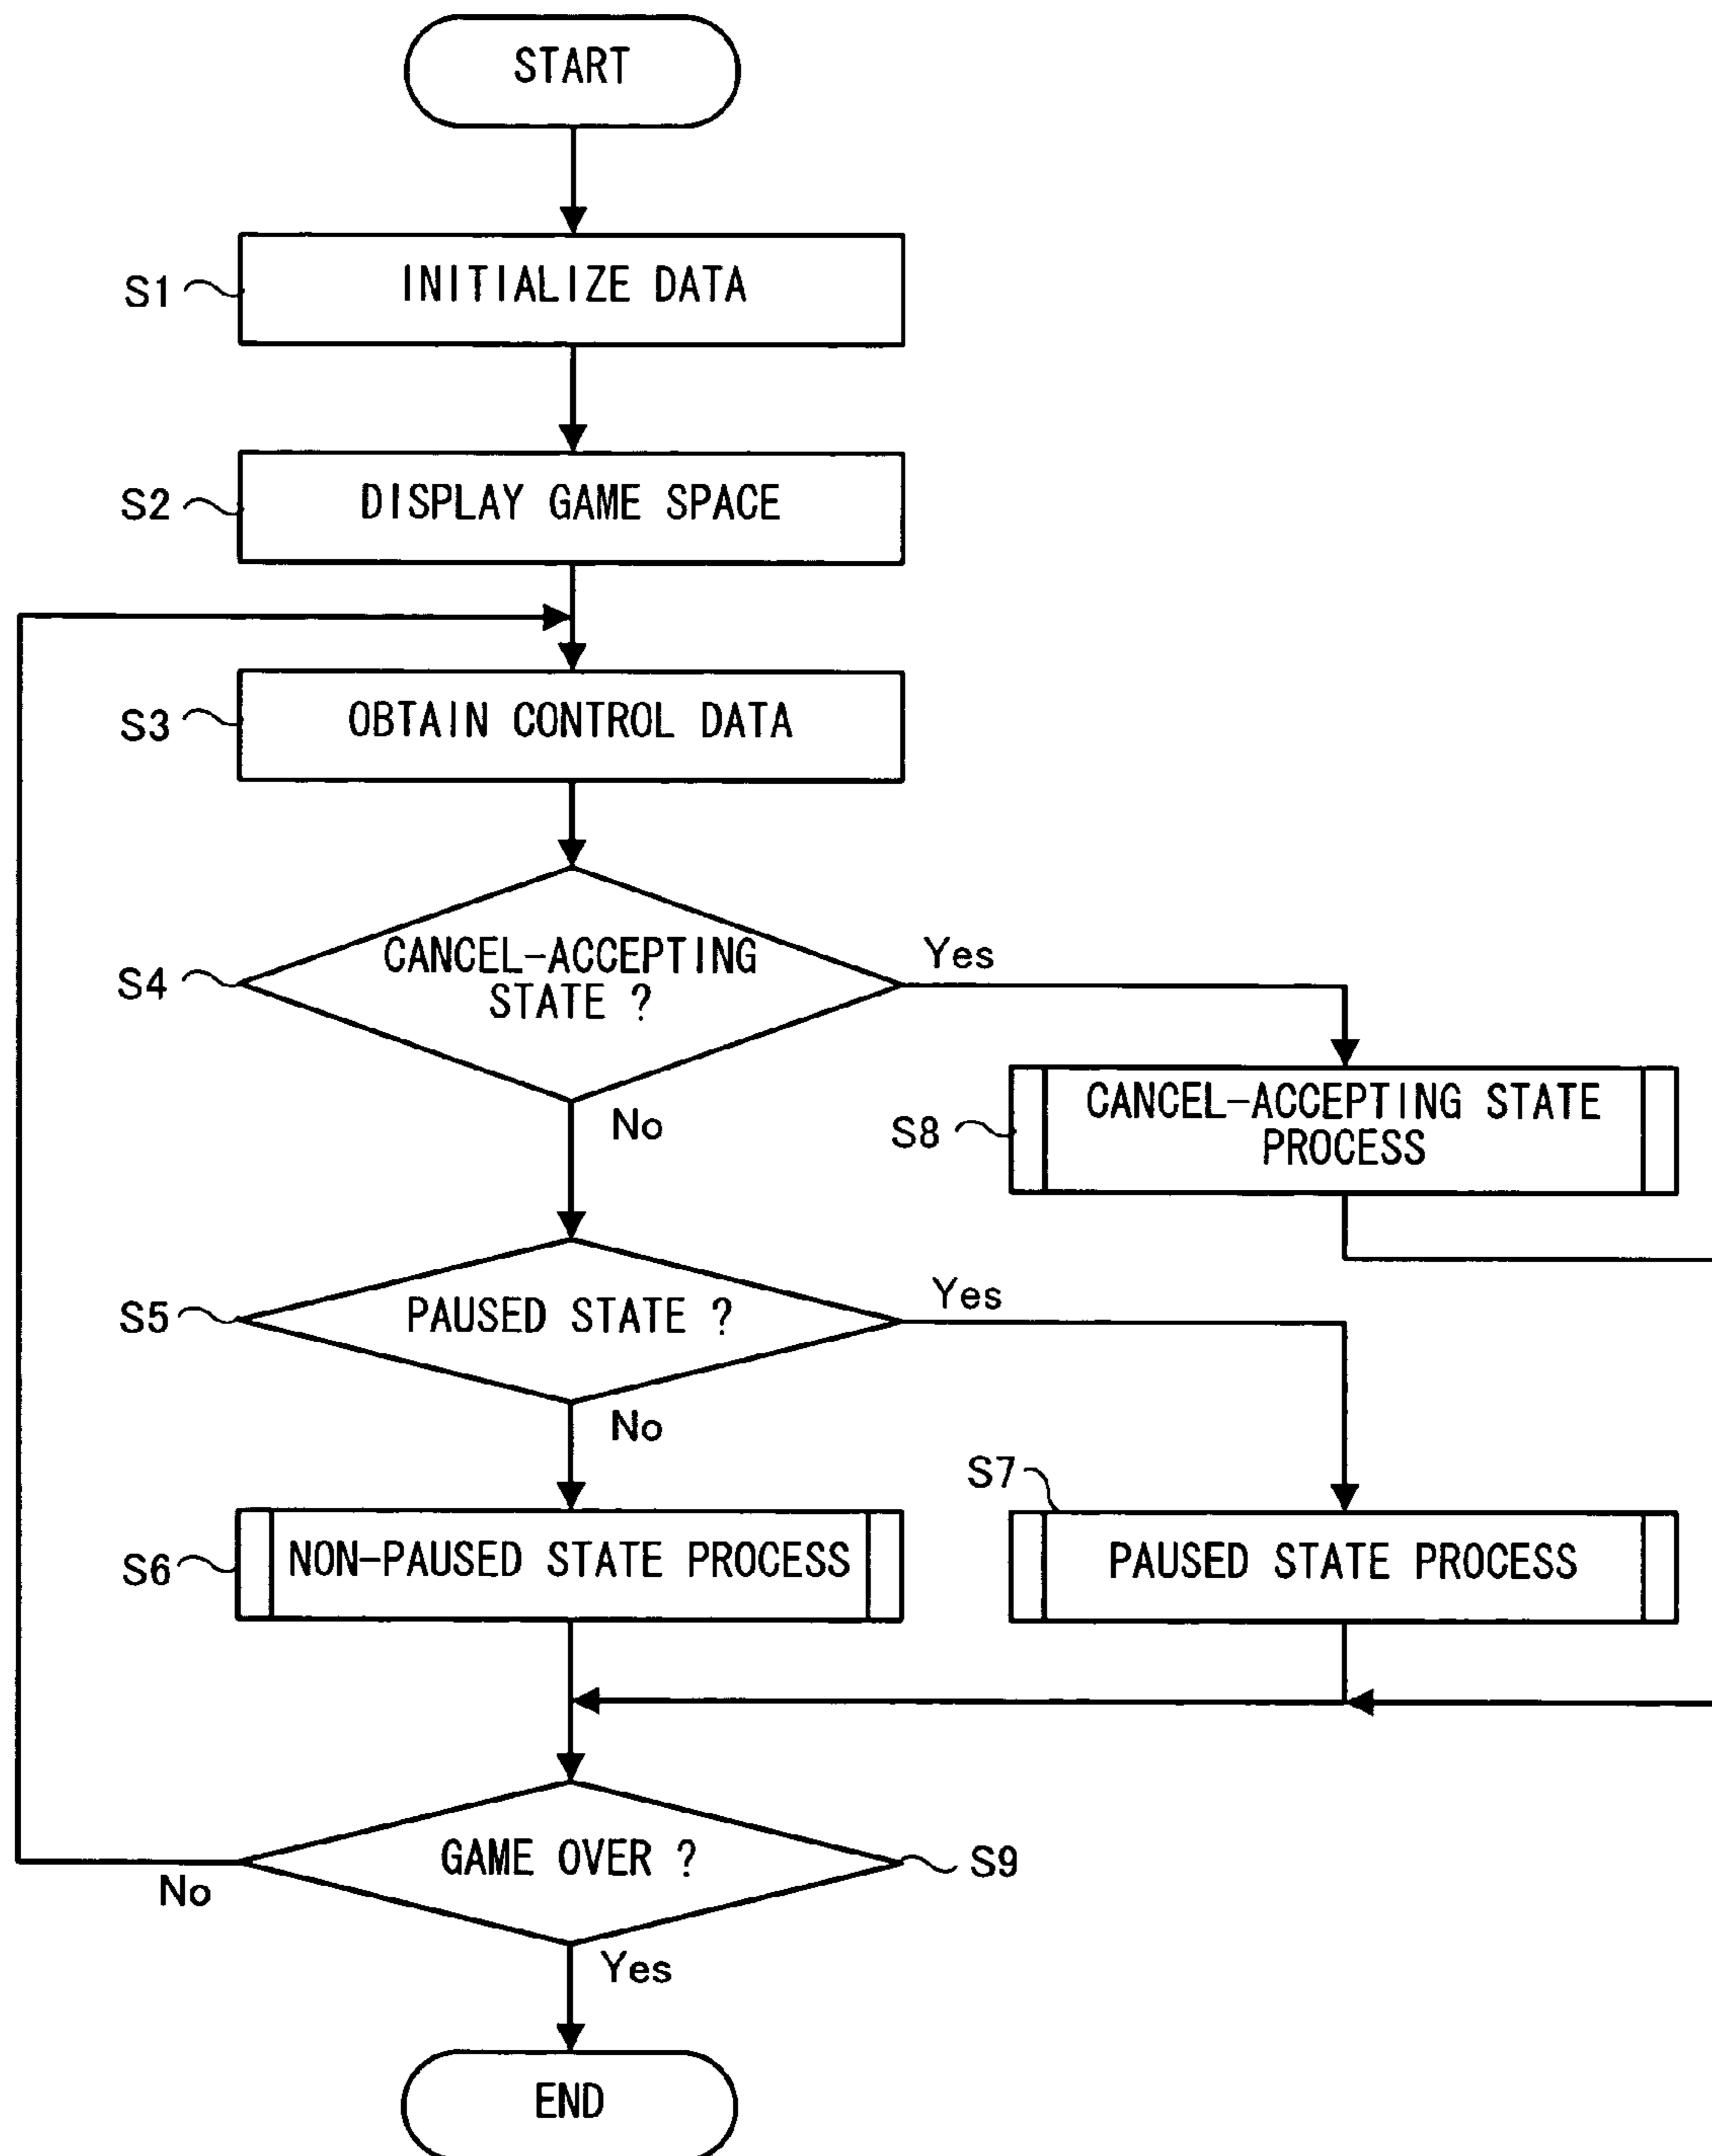 START
S1
INITIALIZE DATA
S2
DISPLAY GAME SPACE
S3
OBTAIN CONTROL DATA
S4
CANCEL-ACCEPTING
STATE ?
Yes
No
S8
CANCEL-ACCEPTING STATE
PROCESS
S5
PAUSED STATE ?
Yes
No
S6
NON-PAUSED STATE PROCESS
S7
PAUSED STATE PROCESS
GAME OVER ?
S9
No
Yes
END